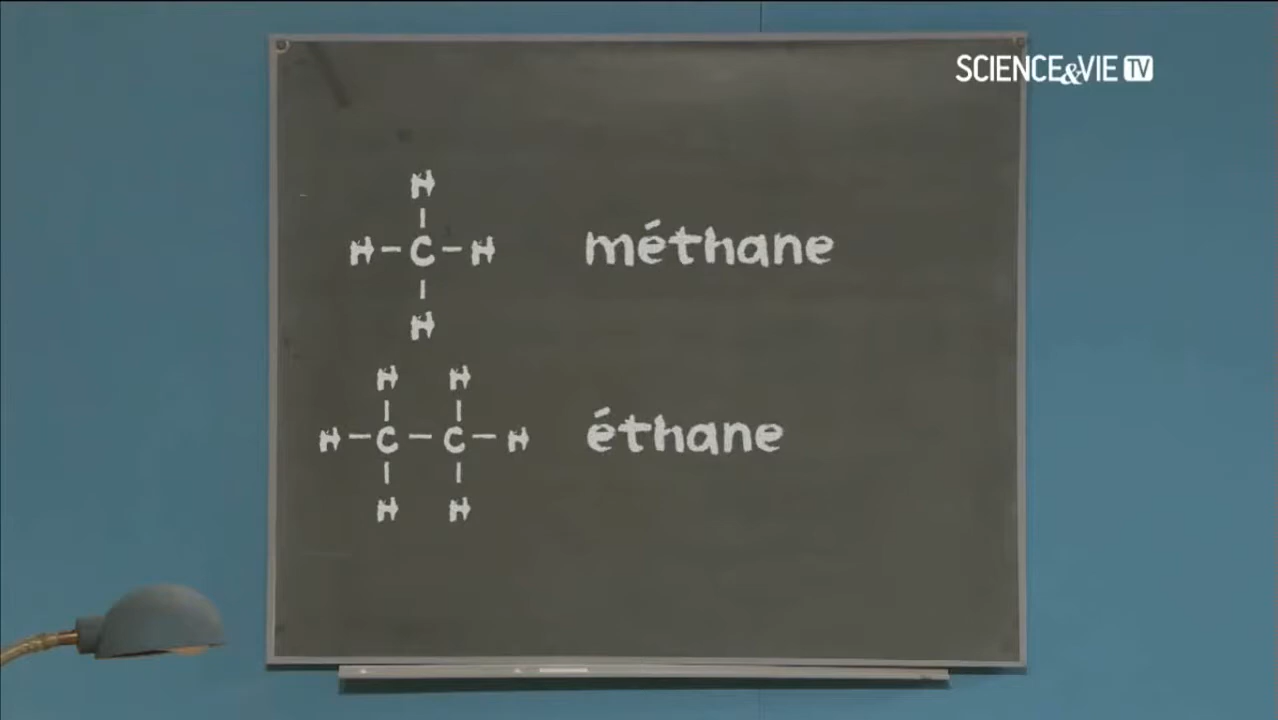 SCIENCE&VIE TV
H
H-C-H méthane
H
H H
H-C-C-H éthane
H H